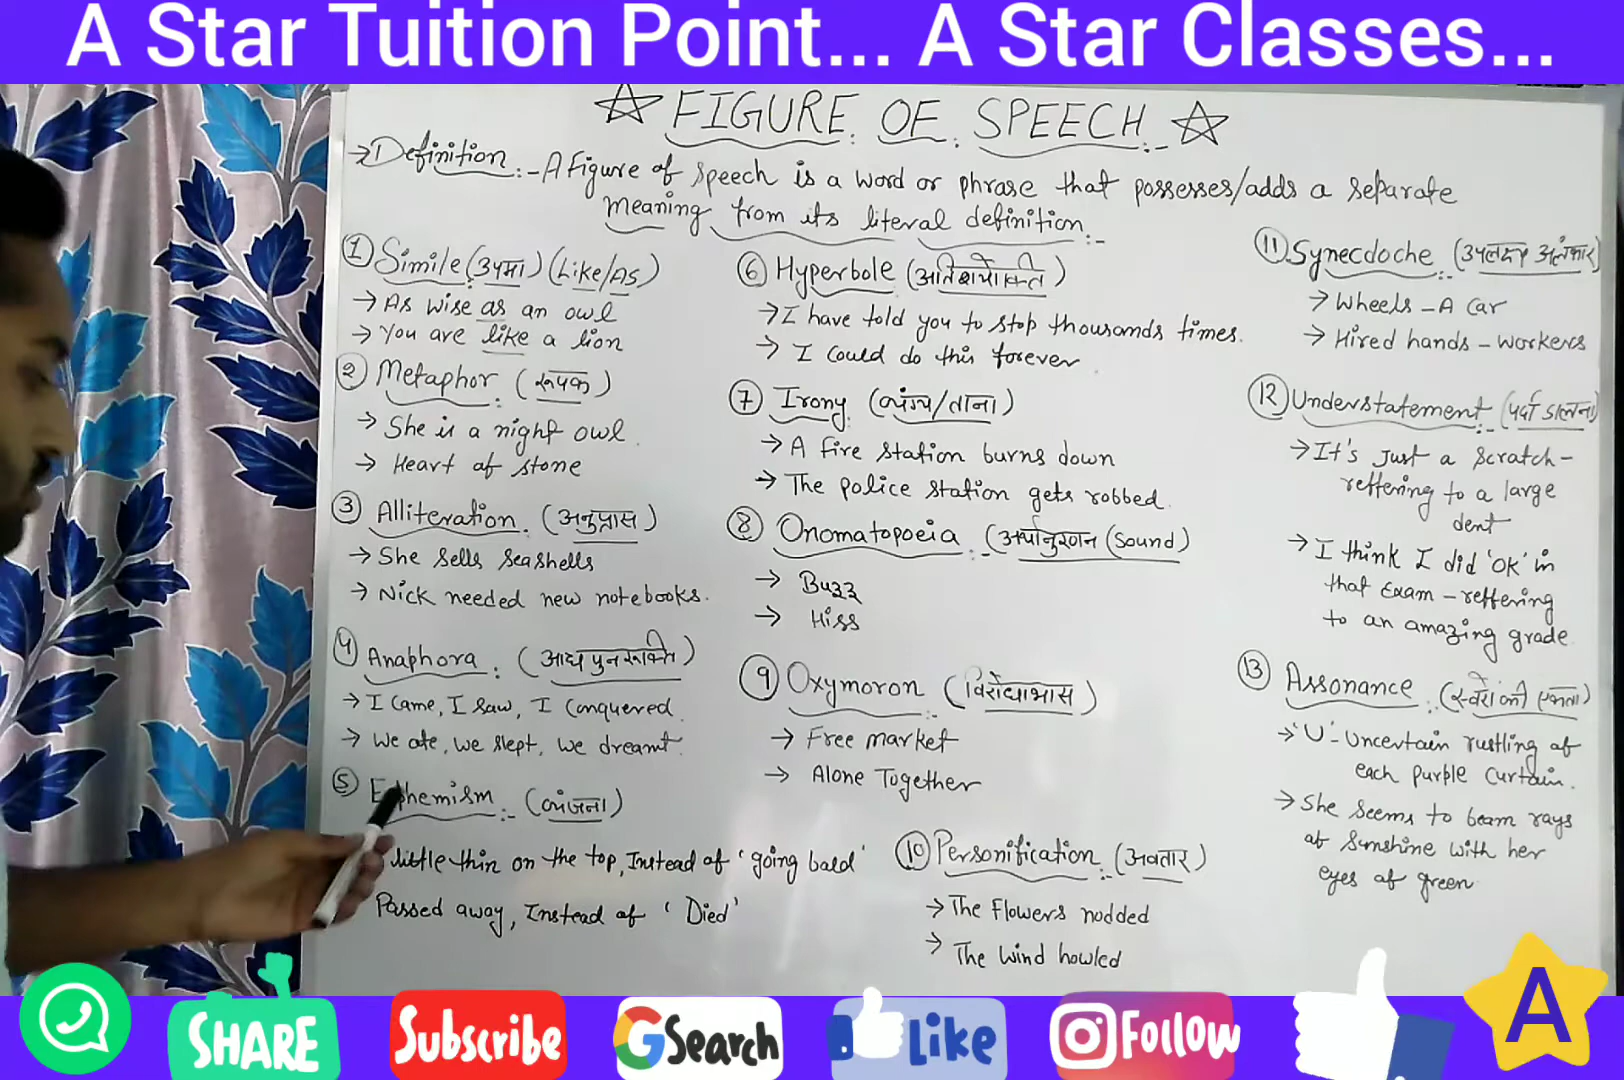 A Star Tuition Point... A Star Classes...
☆ FIGURE OF SPEECH :- ☆
→ Definition :- A figure of speech is a word or phrase that possesses/adds a separate
meaning from its literal definition :-
① Simile (उपमा) (Like/As)
→ As wise as an owl
→ You are like a lion
② Metaphor (रूपक)
→ She is a night owl.
→ Heart of stone
③ Alliteration. (अनुप्रास)
→ She sells seashells
→ Nick needed new notebooks.
④ Anaphora. (आद्य पुनरुक्ति)
→ I came, I saw, I conquered
→ We ate, we slept, we dreamt.
⑤ Euphemism :- (व्यंजना)
little thin on the top, Instead of 'going bald'
Passed away, Instead of 'Died'
⑥ Hyperbole (अतिशयोक्ति)
→ I have told you to stop thousands times.
→ I could do this forever
⑦ Irony (व्यंग्य/ताना)
→ A fire station burns down
→ The police station gets robbed.
⑧ Onomatopoeia (Sound)
→ Buzz
→ Hiss
⑨ Oxymoron :- (विरोधाभास)
→ Free market
→ Alone Together
⑩ Personification :- (अवतार)
→ The Flowers nodded
→ The wind howled
⑪ Synecdoche (अलंकार)
→ Wheels - A car
→ Hired hands - workers
⑫ Understatement :- (पर्दा डालना)
→ It's just a scratch -
reffering to a large
dent
→ I think I did 'OK' in
that Exam - reffering
to an amazing grade.
⑬ Assonance :- (स्वरों की एकता)
→ 'U' - Uncertain rustling of
each purple curtain.
→ She seems to beam rays
of sunshine with her
eyes of green
SHARE
Subscribe
Search
Like
Follow
A